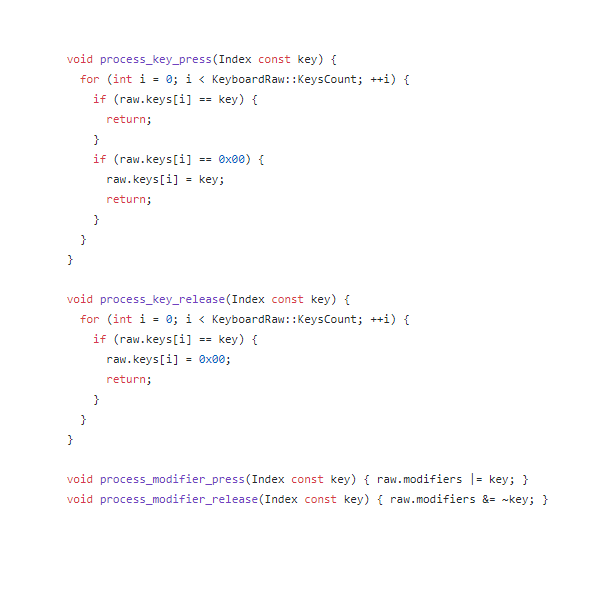 void process_key_press(Index const key) {
  for (int i = 0; i < KeyboardRaw::KeysCount; ++i) {
    if (raw.keys[i] == key) {
      return;
    }
    if (raw.keys[i] == 0x00) {
      raw.keys[i] = key;
      return;
    }
  }
}

void process_key_release(Index const key) {
  for (int i = 0; i < KeyboardRaw::KeysCount; ++i) {
    if (raw.keys[i] == key) {
      raw.keys[i] = 0x00;
      return;
    }
  }
}

void process_modifier_press(Index const key) { raw.modifiers |= key; }
void process_modifier_release(Index const key) { raw.modifiers &= ~key; }